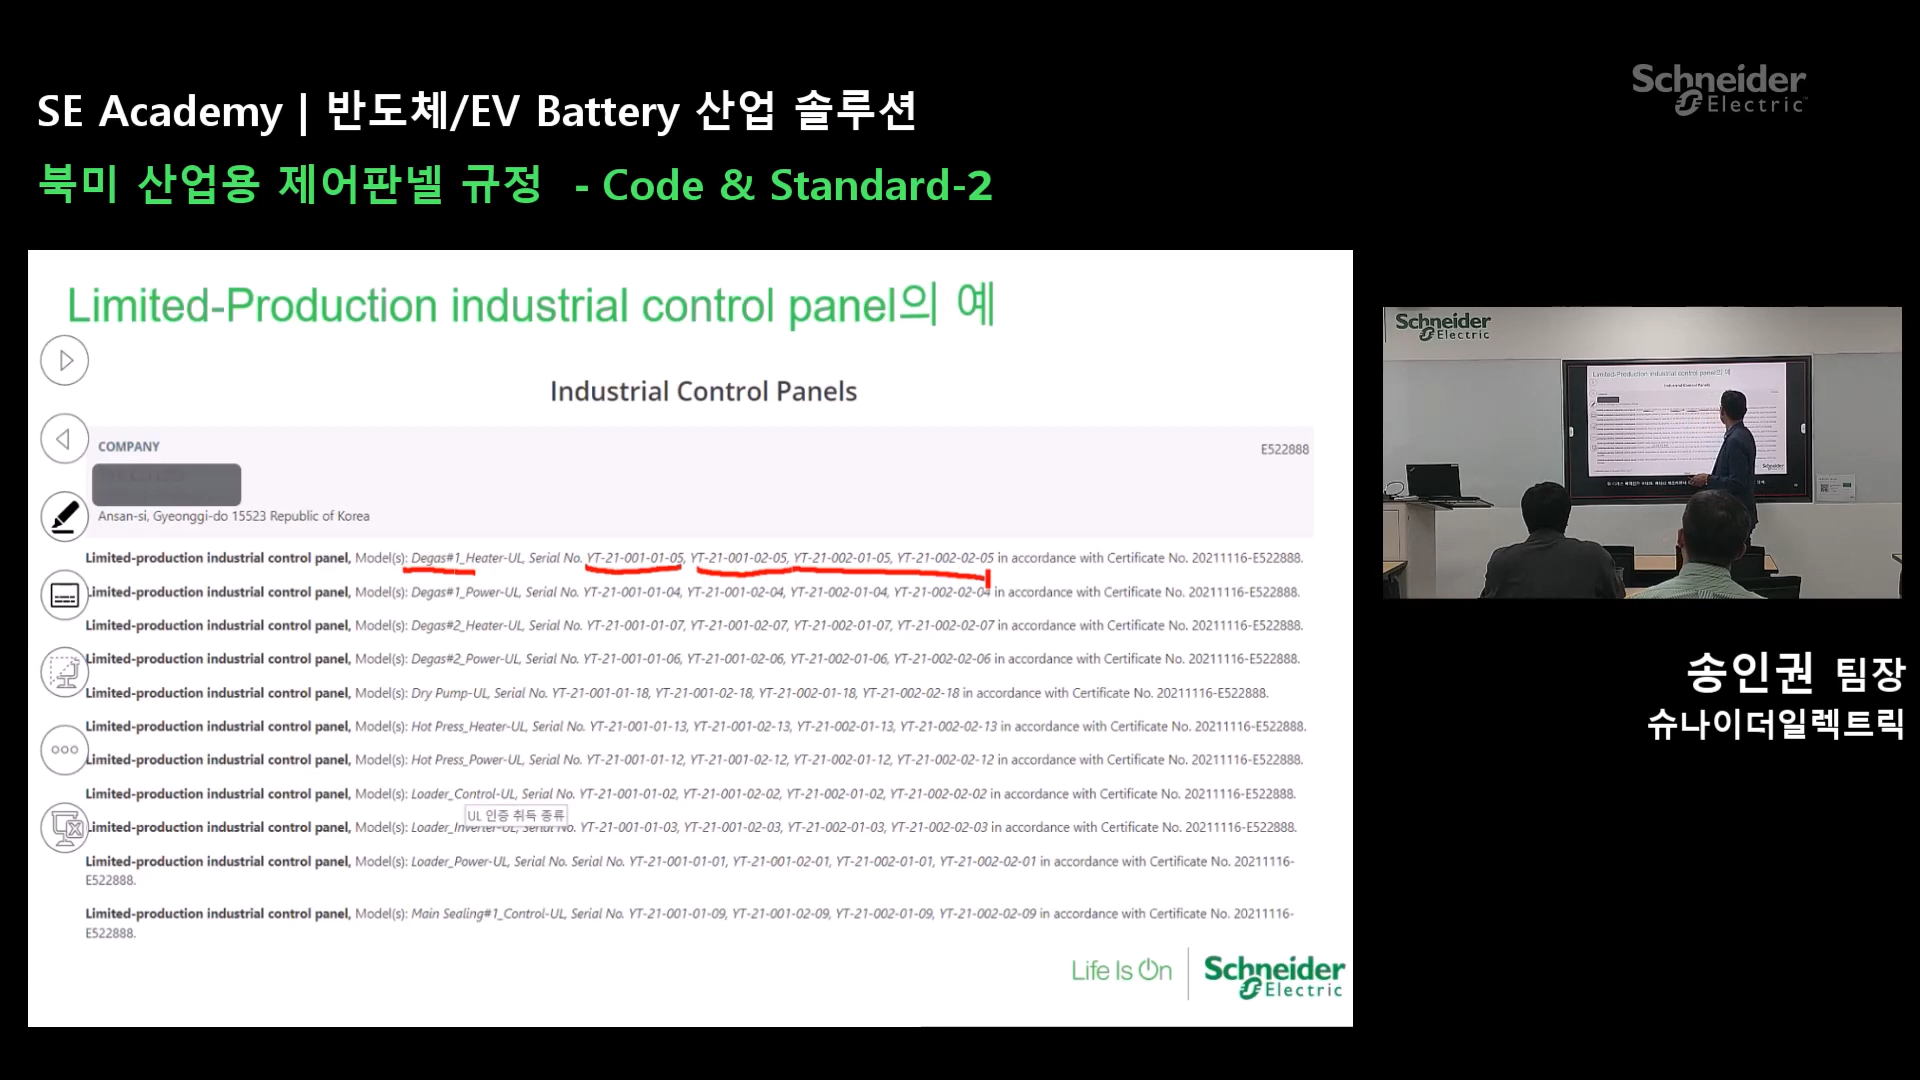 Schneider Electric
SE Academy | 반도체/EV Battery 산업 솔루션
북미 산업용 제어판넬 규정 - Code & Standard-2
Limited-Production industrial control panel의 예
Industrial Control Panels
COMPANY
E522888
Ansan-si, Gyeonggi-do 15523 Republic of Korea
Limited-production industrial control panel, Model(s): Degas#1_Heater-UL, Serial No. YT-21-001-01-05, YT-21-001-02-05, YT-21-002-01-05, YT-21-002-02-05 in accordance with Certificate No. 20211116-E522888.
Limited-production industrial control panel, Model(s): Degas#1_Power-UL, Serial No. YT-21-001-01-04, YT-21-001-02-04, YT-21-002-01-04, YT-21-002-02-04 in accordance with Certificate No. 20211116-E522888.
Limited-production industrial control panel, Model(s): Degas#2_Heater-UL, Serial No. YT-21-001-01-07, YT-21-001-02-07, YT-21-002-01-07, YT-21-002-02-07 in accordance with Certificate No. 20211116-E522888.
Limited-production industrial control panel, Model(s): Degas#2_Power-UL, Serial No. YT-21-001-01-06, YT-21-001-02-06, YT-21-002-01-06, YT-21-002-02-06 in accordance with Certificate No. 20211116-E522888.
Limited-production industrial control panel, Model(s): Dry Pump-UL, Serial No. YT-21-001-01-18, YT-21-001-02-18, YT-21-002-01-18, YT-21-002-02-18 in accordance with Certificate No. 20211116-E522888.
Limited-production industrial control panel, Model(s): Hot Press_Heater-UL, Serial No. YT-21-001-01-13, YT-21-001-02-13, YT-21-002-01-13, YT-21-002-02-13 in accordance with Certificate No. 20211116-E522888.
Limited-production industrial control panel, Model(s): Hot Press_Power-UL, Serial No. YT-21-001-01-12, YT-21-001-02-12, YT-21-002-01-12, YT-21-002-02-12 in accordance with Certificate No. 20211116-E522888.
Limited-production industrial control panel, Model(s): Loader_Control-UL, Serial No. YT-21-001-01-02, YT-21-001-02-02, YT-21-002-01-02, YT-21-002-02-02 in accordance with Certificate No. 20211116-E522888.
UL 인증 취득 종류
Limited-production industrial control panel, Model(s): Loader_Inverter-UL, Serial No. YT-21-001-01-03, YT-21-001-02-03, YT-21-002-01-03, YT-21-002-02-03 in accordance with Certificate No. 20211116-E522888.
Limited-production industrial control panel, Model(s): Loader_Power-UL, Serial No. Serial No. YT-21-001-01-01, YT-21-001-02-01, YT-21-002-01-01, YT-21-002-02-01 in accordance with Certificate No. 20211116-
E522888.
Limited-production industrial control panel, Model(s): Main Sealing#1_Control-UL, Serial No. YT-21-001-01-09, YT-21-001-02-09, YT-21-002-01-09, YT-21-002-02-09 in accordance with Certificate No. 20211116-
E522888.
Life Is On
Schneider Electric
Schneider Electric
Limited-Production industrial control panel의 예
Industrial Control Panels
송인권 팀장
슈나이더일렉트릭